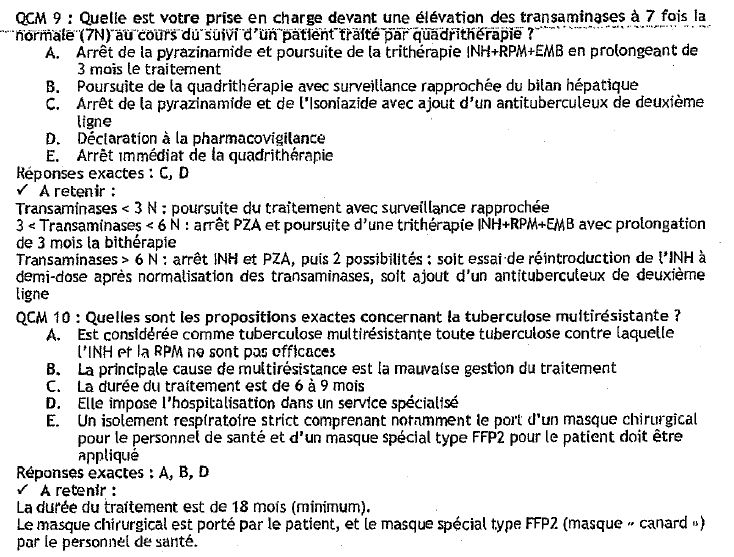 QCM 9 : Quelle est votre prise en charge devant une élévation des transaminases à 7 fois la
normale (7N) au cours du suivi d'un patient traité par quadrithérapie ?
A. Arrêt de la pyrazinamide et poursuite de la trithérapie INH+RPM+EMB en prolongeant de
3 mois le traitement
B. Poursuite de la quadrithérapie avec surveillance rapprochée du bilan hépatique
C. Arrêt de la pyrazinamide et de l'Isoniazide avec ajout d'un antituberculeux de deuxième
ligne
D. Déclaration à la pharmacovigilance
E. Arrêt immédiat de la quadrithérapie
Réponses exactes : C, D
✓ A retenir :
Transaminases < 3 N : poursuite du traitement avec surveillance rapprochée
3 < Transaminases < 6 N : arrêt PZA et poursuite d'une trithérapie INH+RPM+EMB avec prolongation
de 3 mois la bithérapie
Transaminases > 6 N : arrêt INH et PZA, puis 2 possibilités : soit essai de réintroduction de l'INH à
demi-dose après normalisation des transaminases, soit ajout d'un antituberculeux de deuxième
ligne
QCM 10 : Quelles sont les propositions exactes concernant la tuberculose multirésistante ?
A. Est considérée comme tuberculose multirésistante toute tuberculose contre laquelle
l'INH et la RPM ne sont pas efficaces
B. La principale cause de multirésistance est la mauvaise gestion du traitement
C. La durée du traitement est de 6 à 9 mois
D. Elle impose l'hospitalisation dans un service spécialisé
E. Un isolement respiratoire strict comprenant notamment le port d'un masque chirurgical
pour le personnel de santé et d'un masque spécial type FFP2 pour le patient doit être
appliqué
Réponses exactes : A, B, D
✓ A retenir :
La durée du traitement est de 18 mois (minimum).
Le masque chirurgical est porté par le patient, et le masque spécial type FFP2 (masque « canard »)
par le personnel de santé.